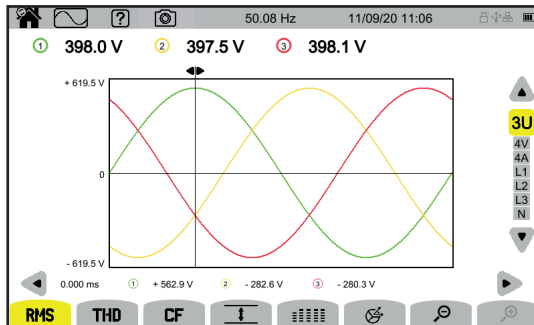 ? 50.08 Hz 11/09/20 11:06
1 398.0 V 2 397.5 V 3 398.1 V
+ 619.5 V
0
- 619.5 V
3U
4V
4A
L1
L2
L3
N
0.000 ms 1 + 562.9 V 2 - 282.6 V 3 - 280.3 V
RMS THD CF